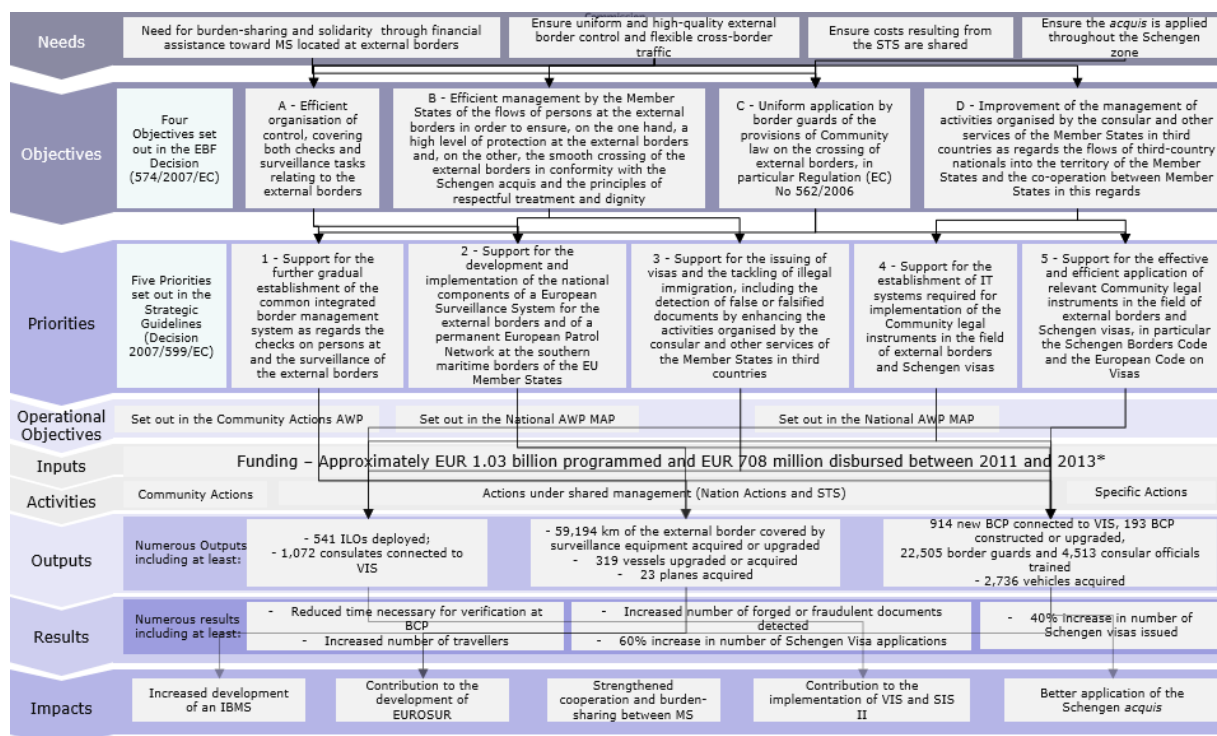 Needs
Need for burden-sharing and solidarity through financial
assistance toward MS located at external borders
Ensure uniform and high-quality external
border control and flexible cross-border
traffic
Ensure costs resulting from
the STS are shared
Ensure the acquis is applied
throughout the Schengen
zone
Objectives
Four
Objectives set
out in the EBF
Decision
(574/2007/EC)
A - Efficient
organisation of
control, covering
both checks and
surveillance tasks
relating to the
external borders
B - Efficient management by the Member
States of the flows of persons at the external
borders in order to ensure, on the one hand, a
high level of protection at the external borders
and, on the other, the smooth crossing of the
external borders in conformity with the
Schengen acquis and the principles of
respectful treatment and dignity
C - Uniform application by
border guards of the
provisions of Community
law on the crossing of
external borders, in
particular Regulation (EC)
No 562/2006
D - Improvement of the management of
activities organised by the consular and other
services of the Member States in third
countries as regards the flows of third-country
nationals into the territory of the Member
States and the co-operation between Member
States in this regards
Priorities
Five Priorities
set out in the
Strategic
Guidelines
(Decision
2007/599/EC)
1 - Support for the
further gradual
establishment of the
common integrated
border management
system as regards the
checks on persons at
and the surveillance of
the external borders
2 - Support for the
development and
implementation of the
national components of a
European Surveillance System for
the external borders and of a
permanent European Patrol
Network at the southern
maritime borders of the EU
Member States
3 - Support for the issuing of
visas and the tackling of illegal
immigration, including the
detection of false or falsified
documents by enhancing the
activities organised by the
consular and other services of
the Member States in third
countries
4 - Support for the
establishment of IT
systems required for
implementation of the
Community legal
instruments in the field
of external borders
and Schengen visas
5 - Support for the effective
and efficient application of
relevant Community legal
instruments in the field of
external borders and
Schengen visas, in particular
the Schengen Borders Code
and the European Code on
Visas
Operational
Objectives
Set out in the Community Actions AWP
Set out in the National AWP MAP
Set out in the National AWP MAP
Inputs
Funding – Approximately EUR 1.03 billion programmed and EUR 708 million disbursed between 2011 and 2013*
Activities
Community Actions
Actions under shared management (Nation Actions and STS)
Specific Actions
Outputs
Numerous Outputs
including at least:
- 541 ILOs deployed;
- 1,072 consulates connected to
VIS
- 59,194 km of the external border covered by
surveillance equipment acquired or upgraded
- 319 vessels upgraded or acquired
- 23 planes acquired
914 new BCP connected to VIS, 193 BCP
constructed or upgraded,
22,505 border guards and 4,513 consular officials
trained
- 2,736 vehicles acquired
Results
Numerous results
including at least:
- Reduced time necessary for verification at
BCP
- Increased number of travellers
- Increased number of forged or fraudulent documents
detected
- 60% increase in number of Schengen Visa applications
- 40% increase in number of
Schengen visas issued
Impacts
Increased development
of an IBMS
Contribution to the
development of
EUROSUR
Strengthened
cooperation and burden-
sharing between MS
Contribution to the
implementation of VIS and SIS
II
Better application of the
Schengen acquis